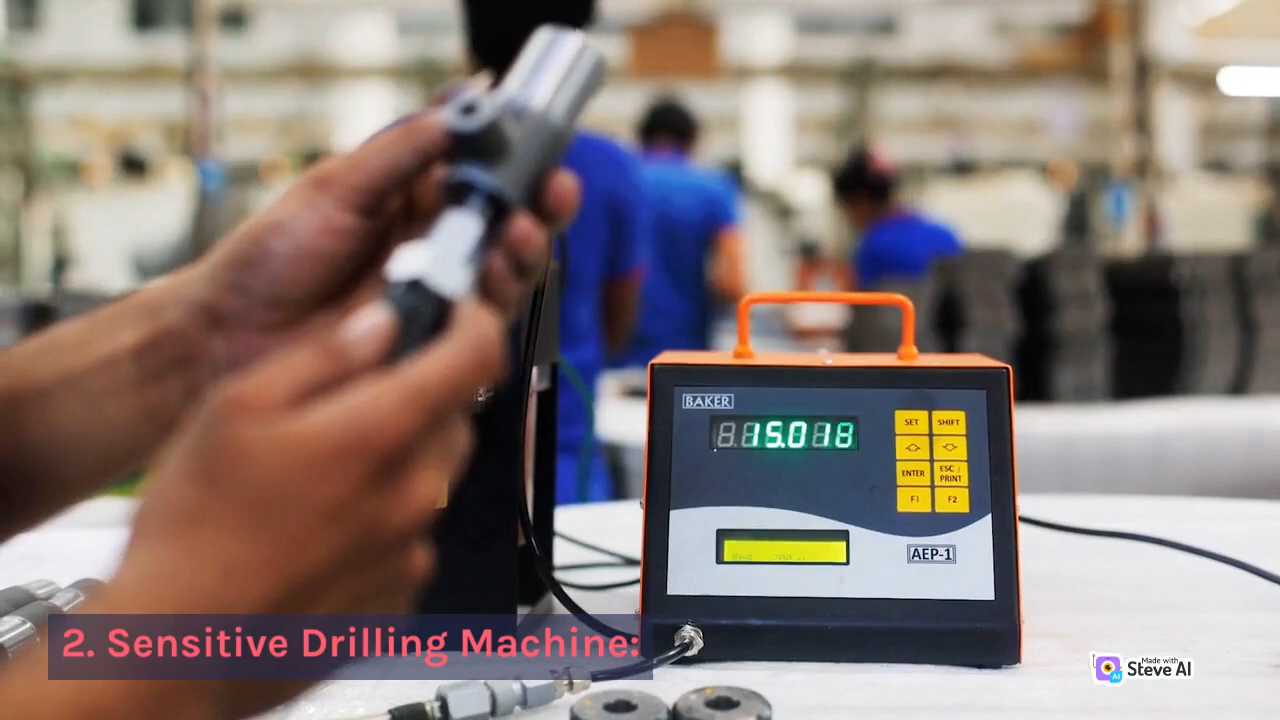 BAKER
15.018
SET SHIFT
ENTER ESC / PRINT
F1 F2
AEP-1
2. Sensitive Drilling Machine:
Made with
Steve AI